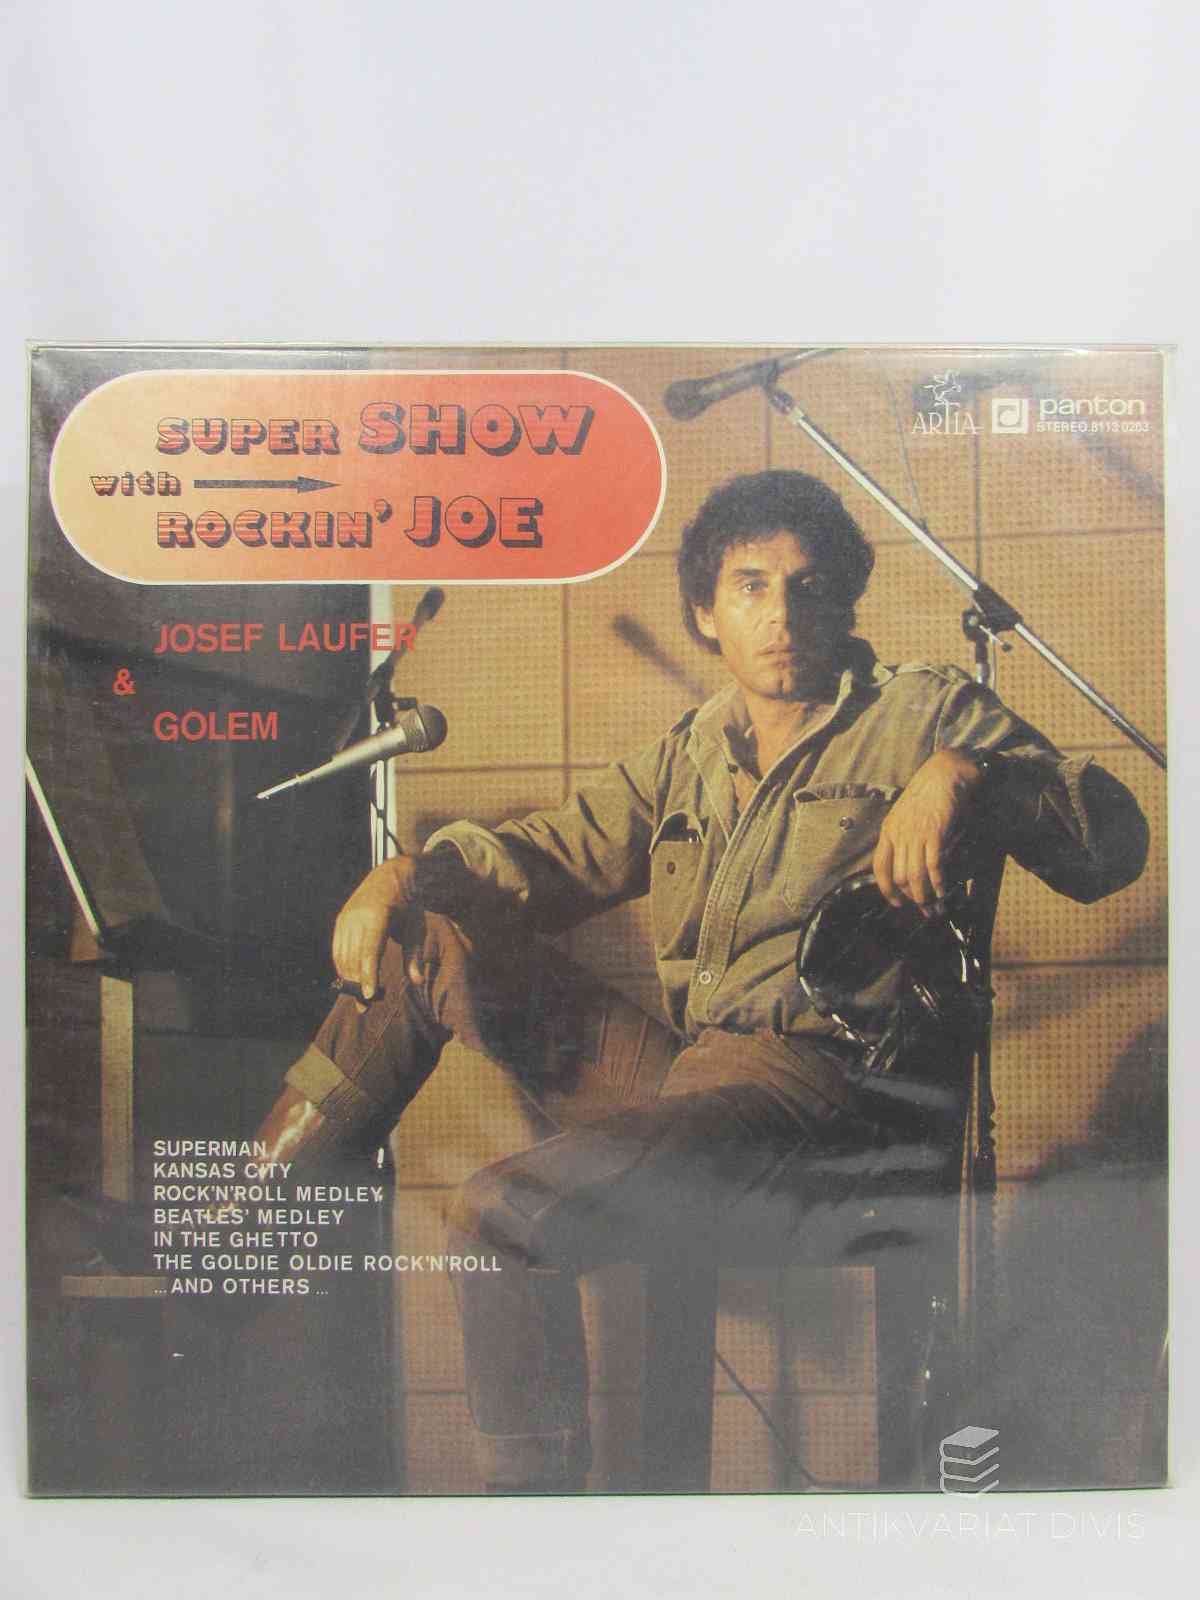 SUPER SHOW
with
ROCKIN' JOE
ARTIA
panton
STEREO 8113 0263
JOSEF LAUFER
&
GOLEM
SUPERMAN
KANSAS CITY
ROCK'N'ROLL MEDLEY
BEATLES' MEDLEY
IN THE GHETTO
THE GOLDIE OLDIE ROCK'N'ROLL
...AND OTHERS...
ANTIKVARIAT DIVIS